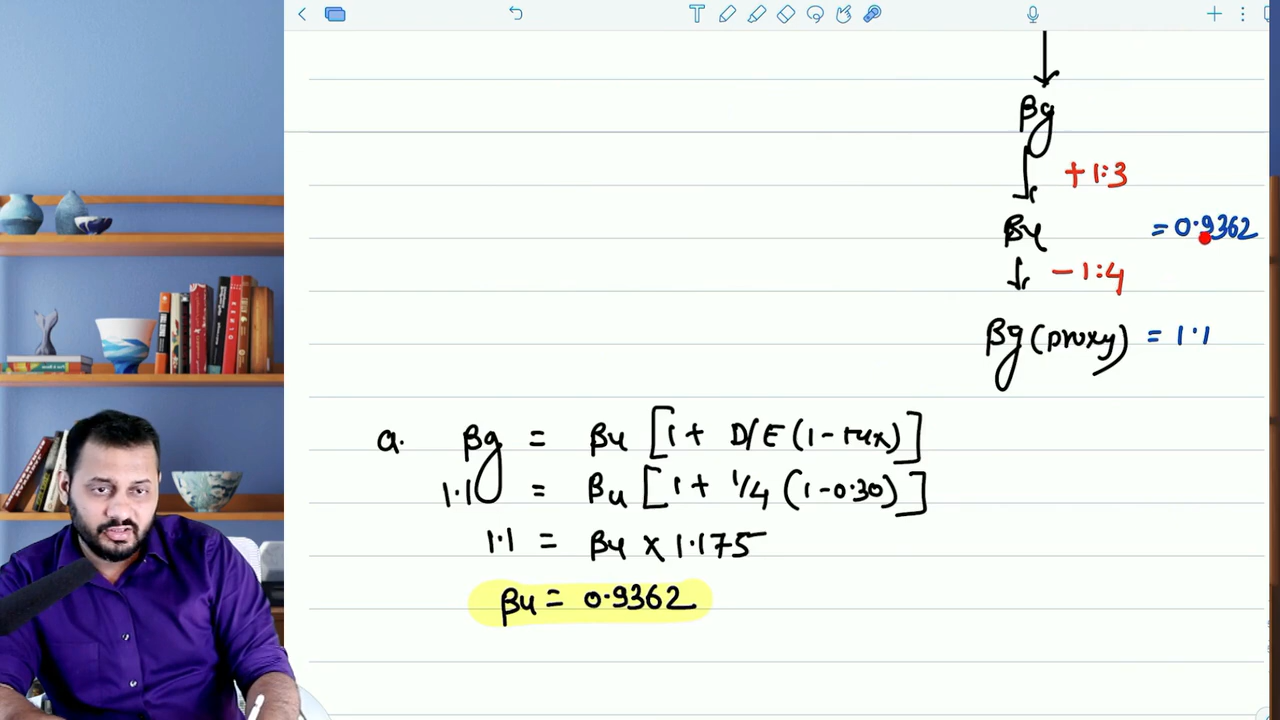 βg
+ 1:3
βu = 0.9362
- 1:4
βg (proxy) = 1.1
a. βg = βu [1 + D/E (1 - tax)]
1.1 = βu [1 + 1/4 (1 - 0.30)]
1.1 = βu x 1.175
βu = 0.9362